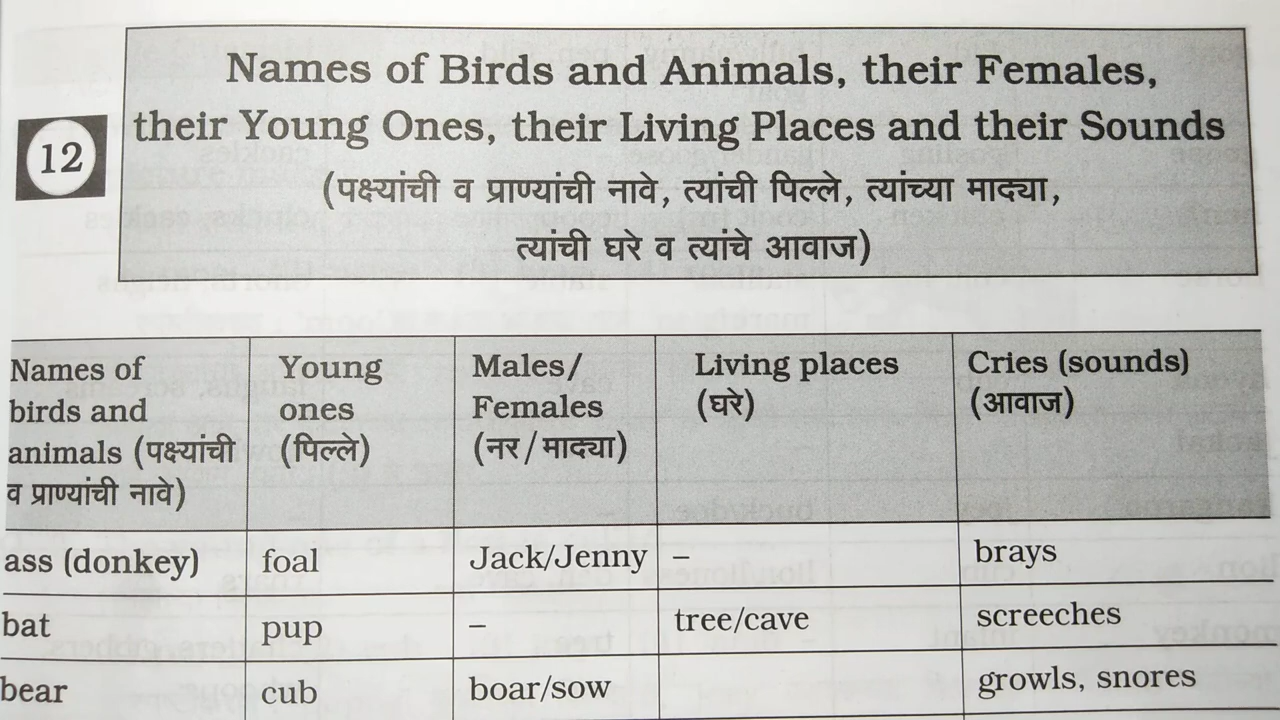 12
Names of Birds and Animals, their Females,
their Young Ones, their Living Places and their Sounds
(पक्ष्यांची व प्राण्यांची नावे, त्यांची पिल्ले, त्यांच्या माद्या,
त्यांची घरे व त्यांचे आवाज)
Names of birds and animals (पक्ष्यांची व प्राण्यांची नावे) Young ones (पिल्ले) Males/ Females (नर/माद्या) Living places (घरे) Cries (sounds) (आवाज)
ass (donkey) foal Jack/Jenny – brays
bat pup – tree/cave screeches
bear cub boar/sow growls, snores